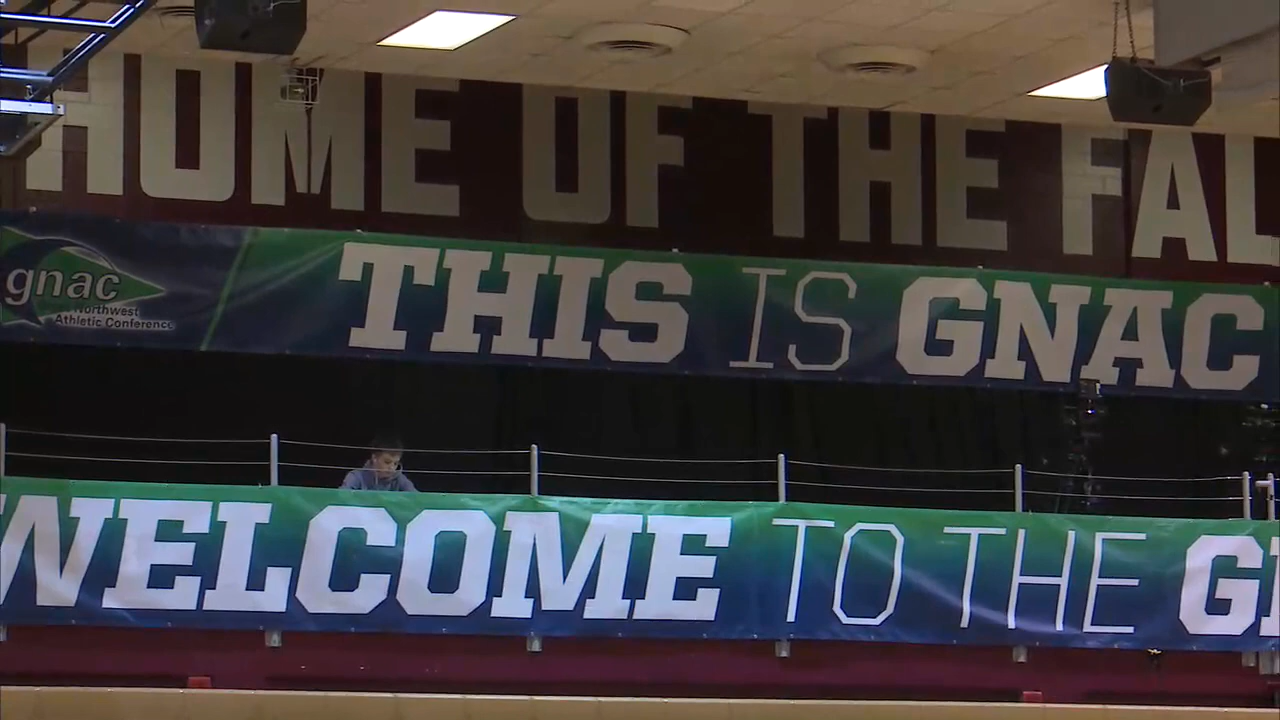 HOME OF THE FAL
THIS IS GNAC
gnac
Northwest
Athletic Conference
WELCOME TO THE G